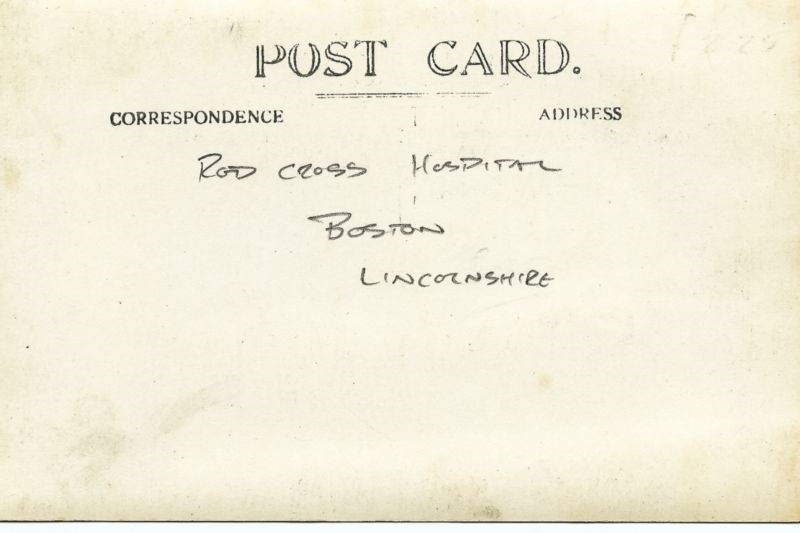 POST CARD.
CORRESPONDENCE ADDRESS
RED CROSS HOSPITAL
BOSTON
LINCOLNSHIRE